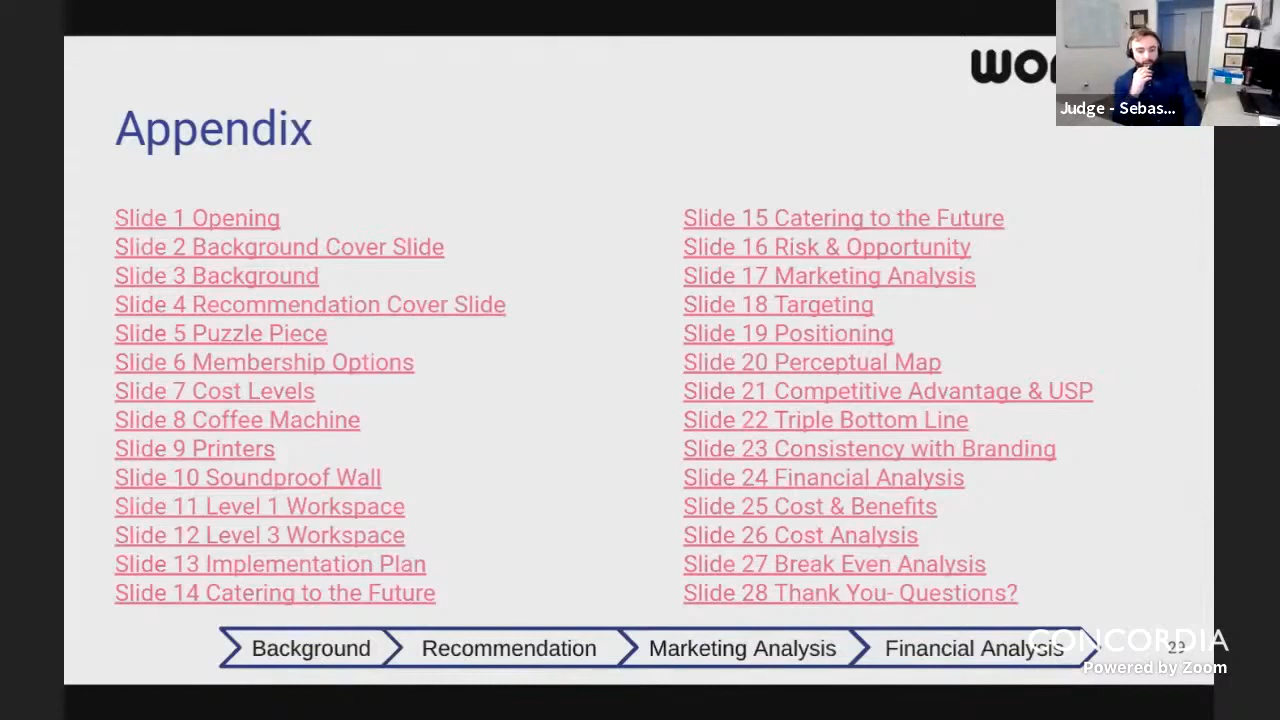 WO
Judge - Sebas...
Appendix
Slide 1 Opening
Slide 2 Background Cover Slide
Slide 3 Background
Slide 4 Recommendation Cover Slide
Slide 5 Puzzle Piece
Slide 6 Membership Options
Slide 7 Cost Levels
Slide 8 Coffee Machine
Slide 9 Printers
Slide 10 Soundproof Wall
Slide 11 Level 1 Workspace
Slide 12 Level 3 Workspace
Slide 13 Implementation Plan
Slide 14 Catering to the Future
Slide 15 Catering to the Future
Slide 16 Risk & Opportunity
Slide 17 Marketing Analysis
Slide 18 Targeting
Slide 19 Positioning
Slide 20 Perceptual Map
Slide 21 Competitive Advantage & USP
Slide 22 Triple Bottom Line
Slide 23 Consistency with Branding
Slide 24 Financial Analysis
Slide 25 Cost & Benefits
Slide 26 Cost Analysis
Slide 27 Break Even Analysis
Slide 28 Thank You- Questions?
Background
Recommendation
Marketing Analysis
Financial Analysis
29
CONCORDIA
Powered by Zoom